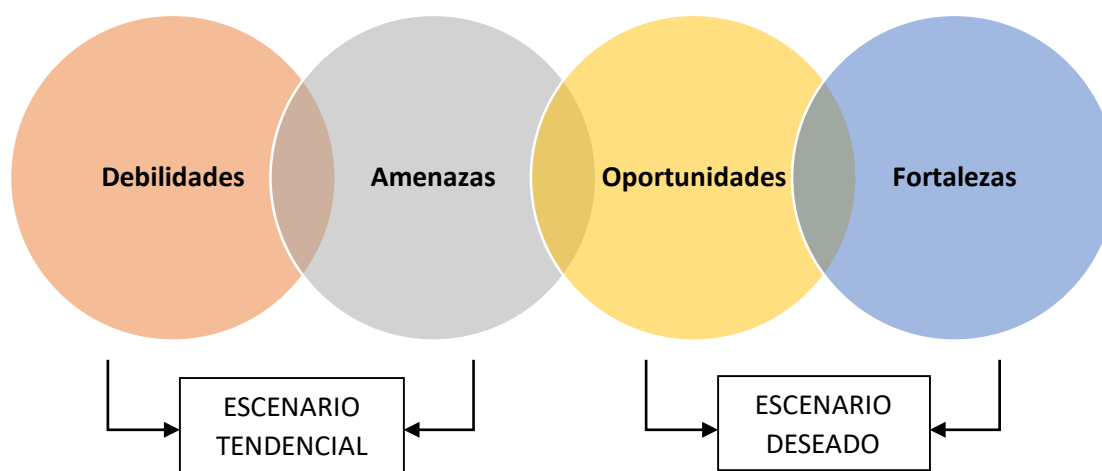 Debilidades
Amenazas
Oportunidades
Fortalezas
ESCENARIO
TENDENCIAL
ESCENARIO
DESEADO